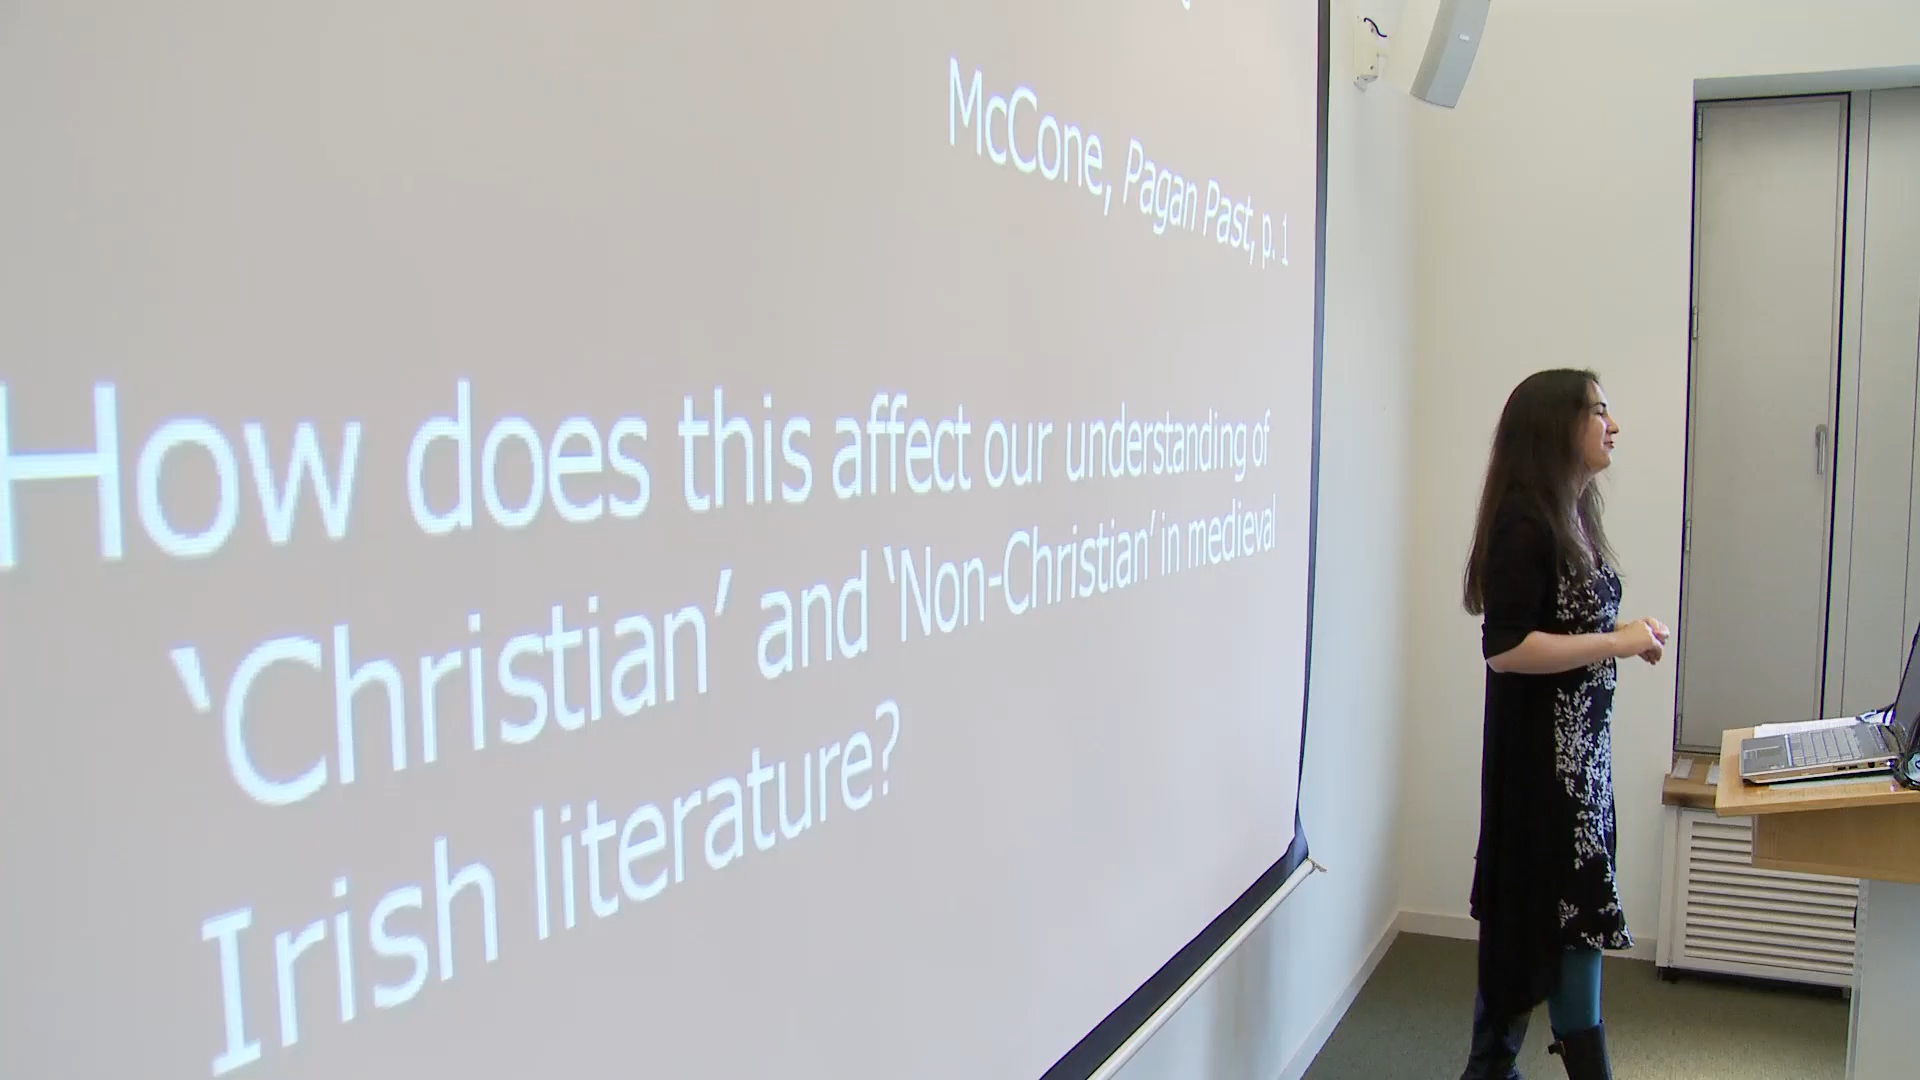 McCone, Pagan Past, p. 1
How does this affect our understanding of
‘Christian’ and ‘Non-Christian’ in medieval
Irish literature?